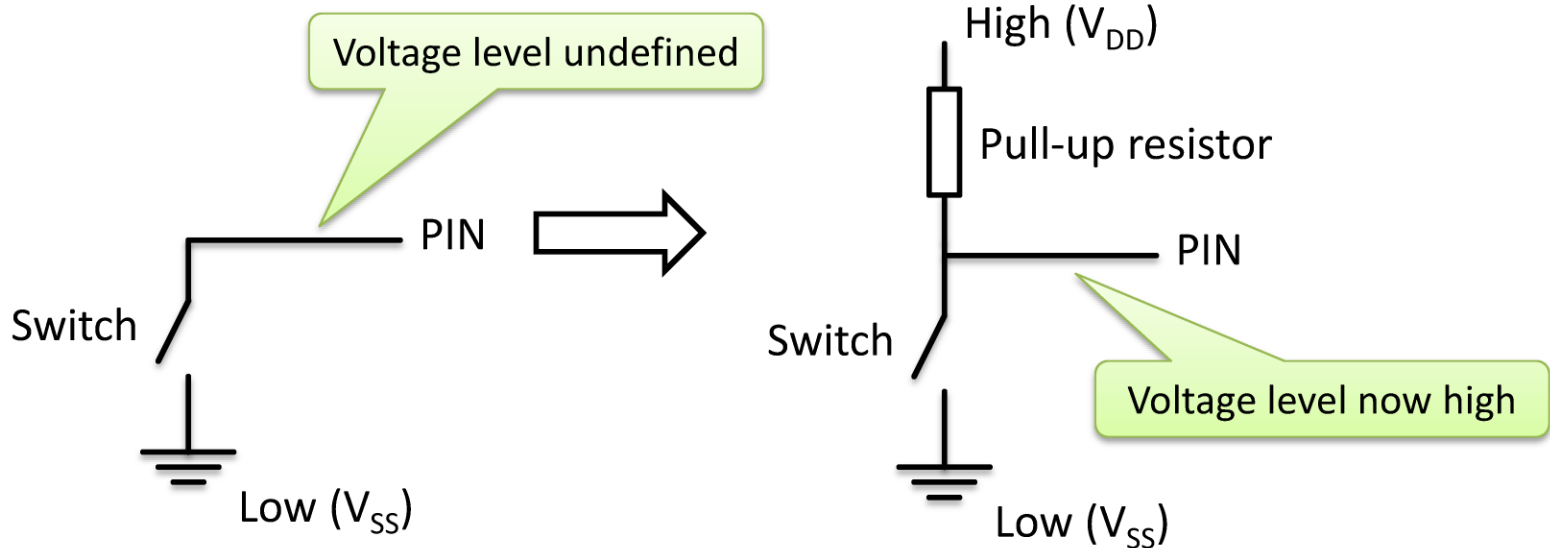 Voltage level undefined
PIN
Switch
Low (VSS)
High (VDD)
Pull-up resistor
PIN
Switch
Voltage level now high
Low (VSS)